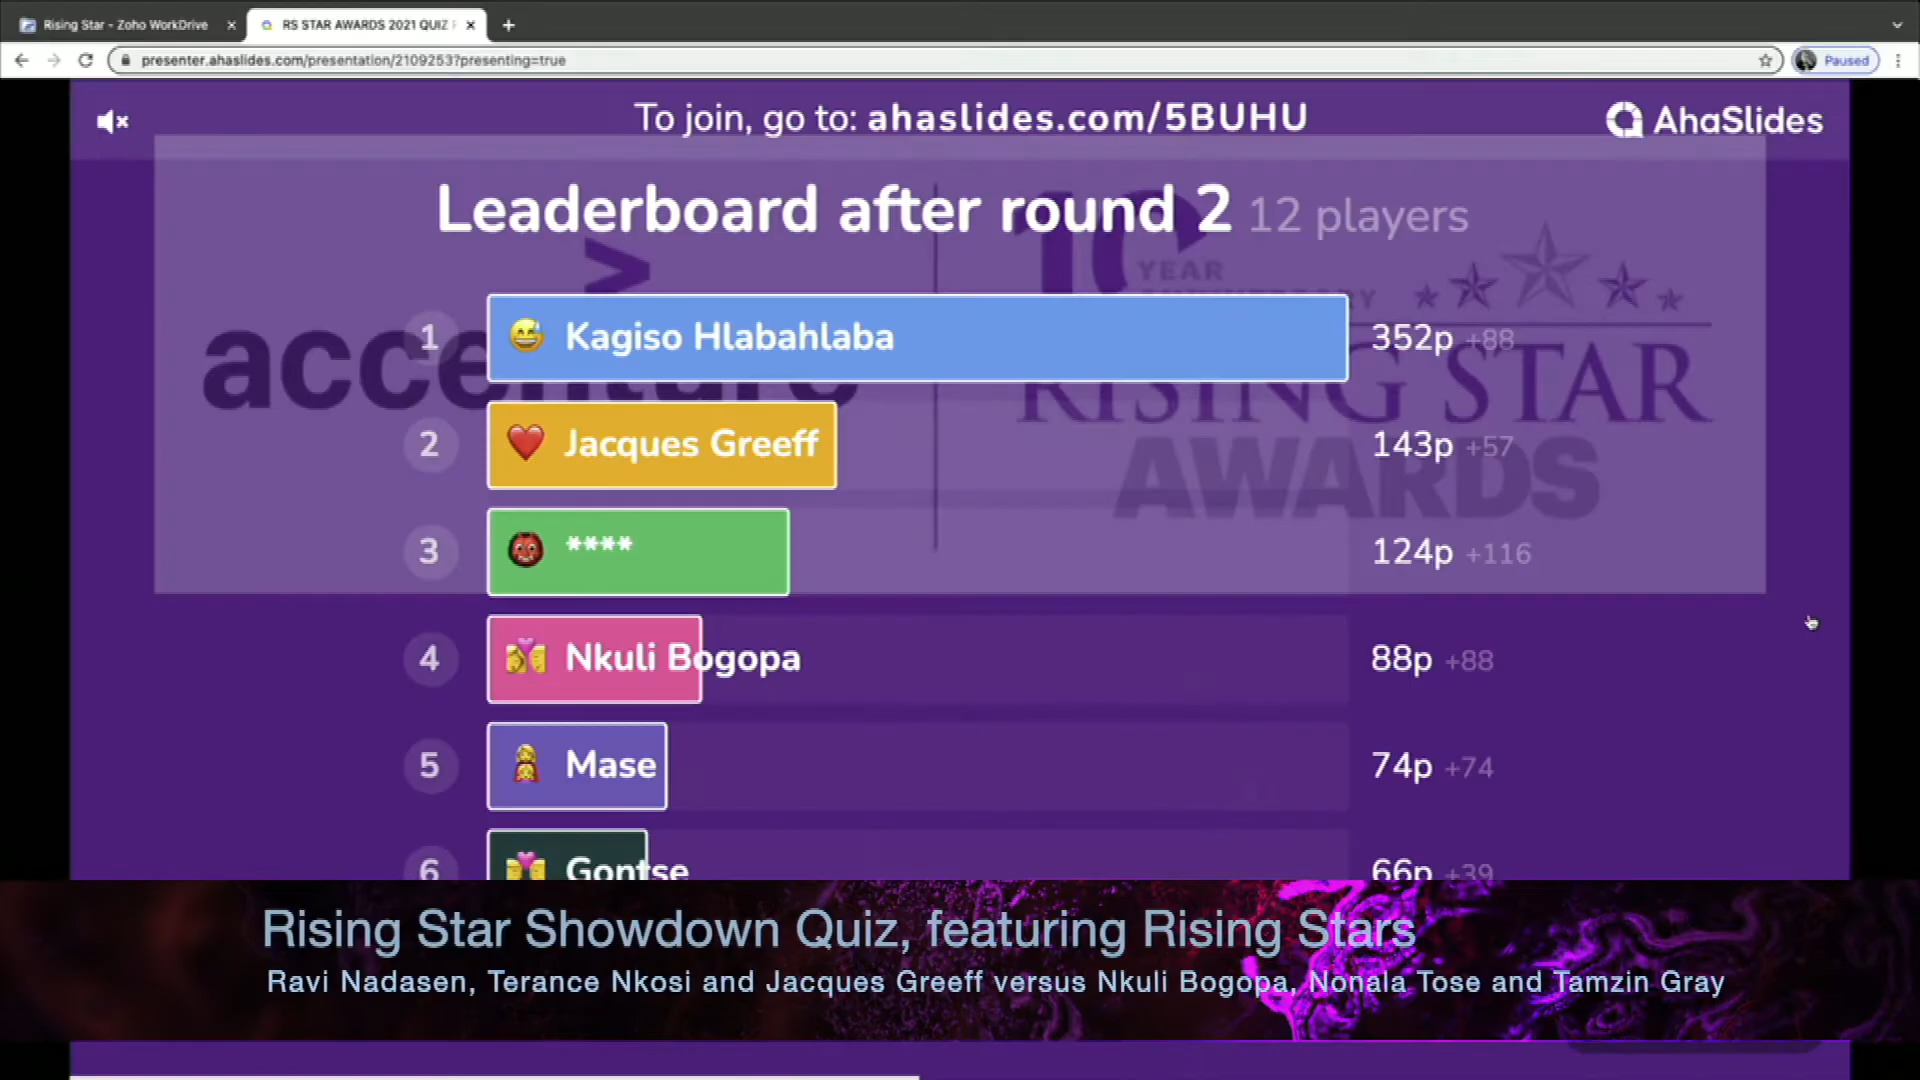 Rising Star - Zoho WorkDrive
RS STAR AWARDS 2021 QUIZ
presenter.ahaslides.com/presentation/2109253?presenting=true
Paused
To join, go to: ahaslides.com/5BUHU
AhaSlides
Leaderboard after round 2 12 players
10 YEAR
ANNIVERSARY
accenture
RISING STAR
AWARDS
1 Kagiso Hlabahlaba 352p +88
2 Jacques Greeff 143p +57
3 **** 124p +116
4 Nkuli Bogopa 88p +88
5 Mase 74p +74
6 Gontse 66p +39
Rising Star Showdown Quiz, featuring Rising Stars
Ravi Nadasen, Terance Nkosi and Jacques Greeff versus Nkuli Bogopa, Nonala Tose and Tamzin Gray